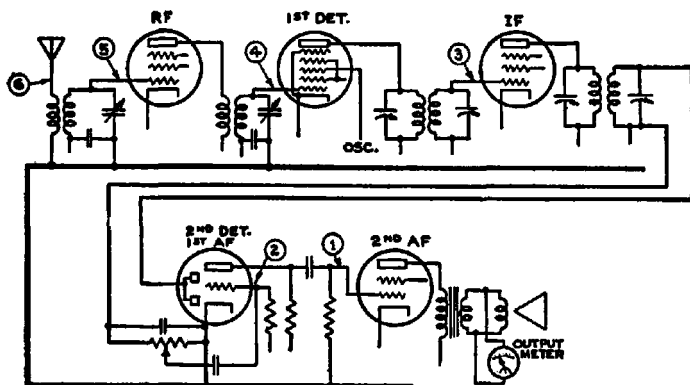 RF
1ST DET.
IF
5
4
3
6
OSC.
2ND DET.
1ST AF
2
1
2ND AF
OUTPUT
METER